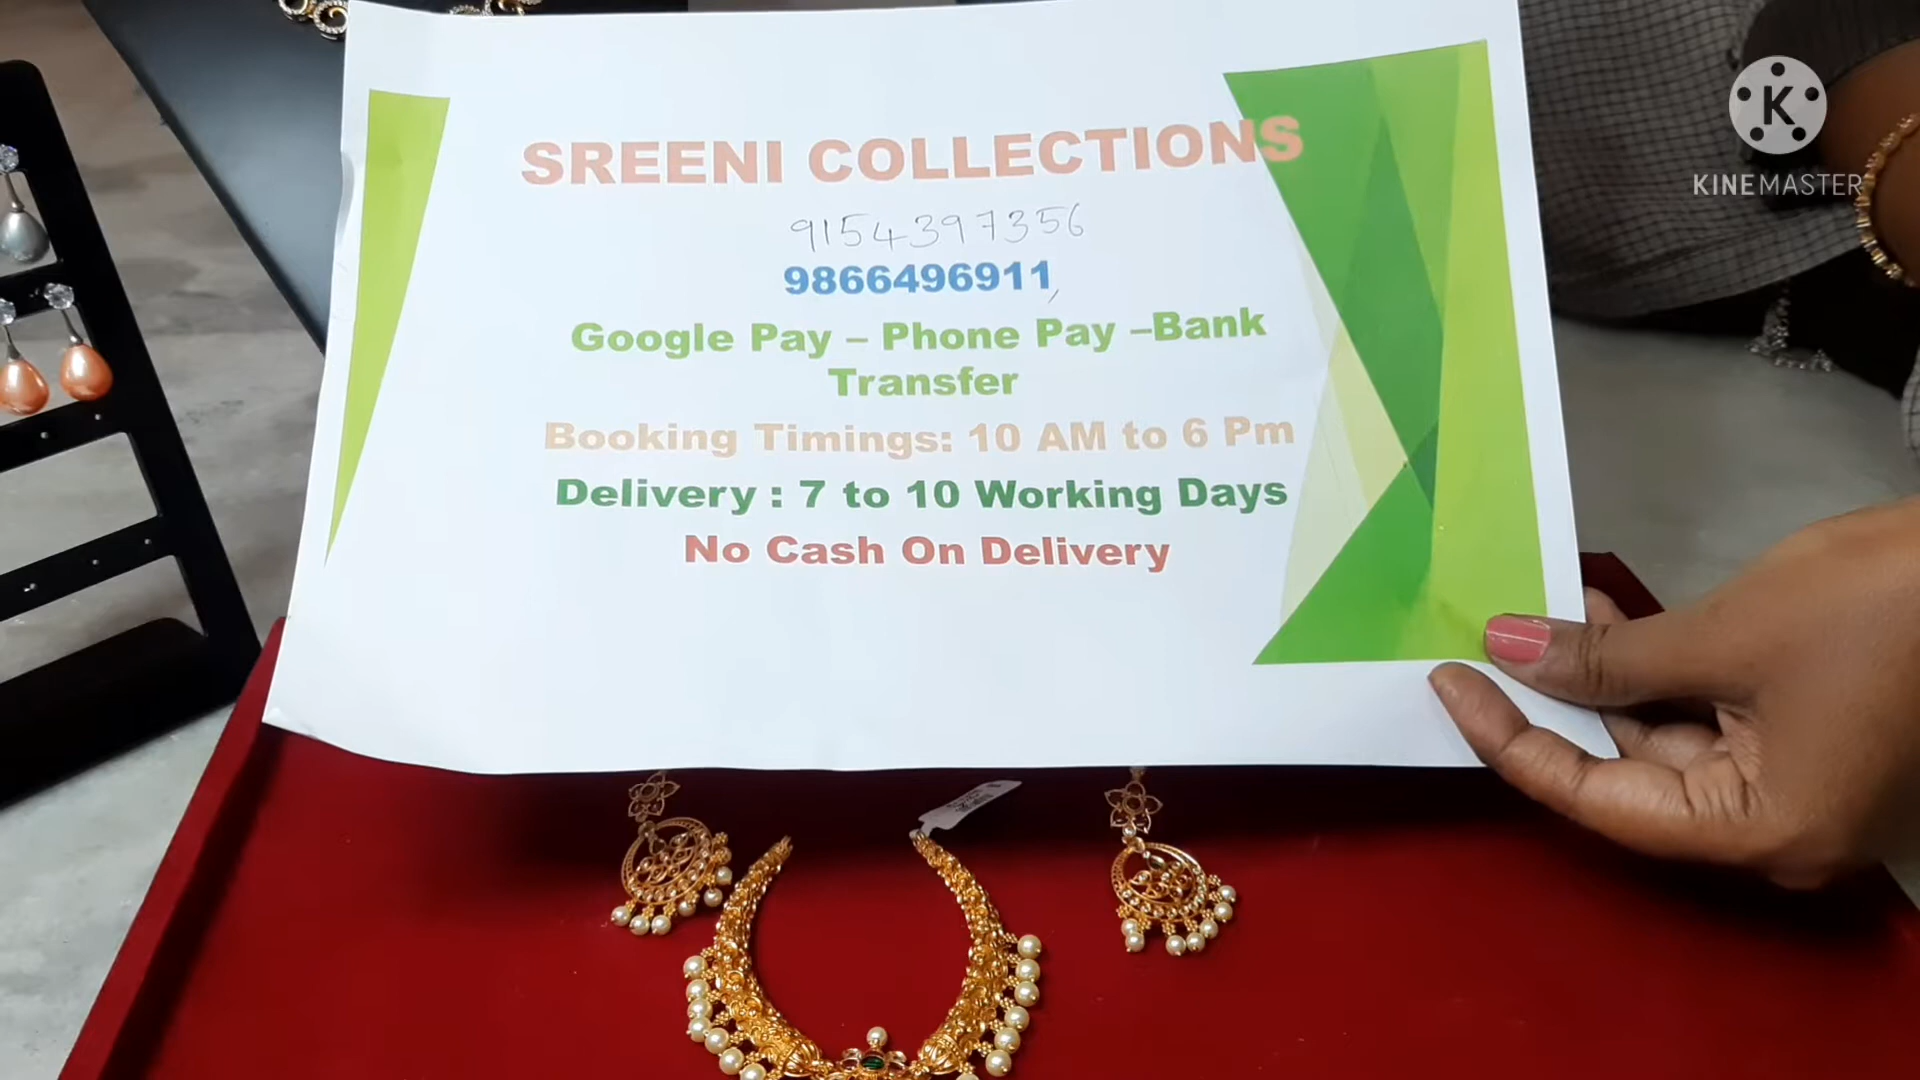 SREENI COLLECTIONS
9154397356
9866496911,
Google Pay – Phone Pay –Bank
Transfer
Booking Timings: 10 AM to 6 Pm
Delivery : 7 to 10 Working Days
No Cash On Delivery
K
KINEMASTER